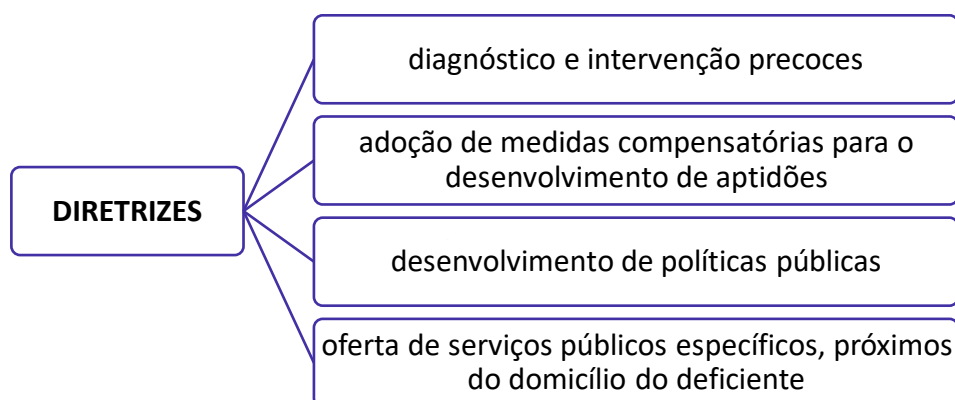 DIRETRIZES
diagnóstico e intervenção precoces
adoção de medidas compensatórias para o
desenvolvimento de aptidões
desenvolvimento de políticas públicas
oferta de serviços públicos específicos, próximos
do domicílio do deficiente